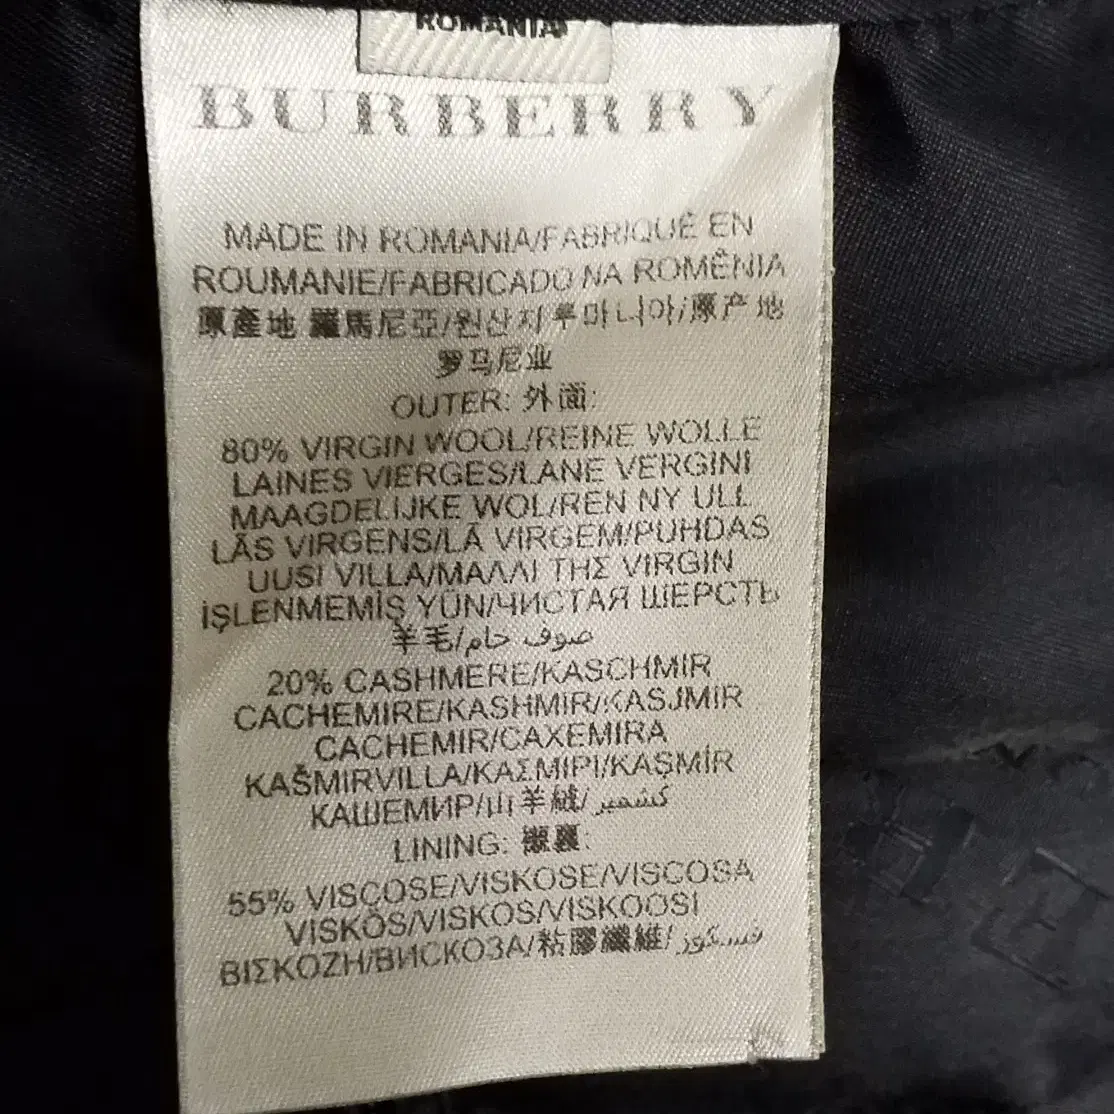 ROMANIA
BURBERRY
MADE IN ROMANIA/FABRIQUÉ EN
ROUMANIE/FABRICADO NA ROMÊNIA
原產地 羅馬尼亞/원산지 루마니아/原产地
罗马尼业
OUTER: 外面:
80% VIRGIN WOOL/REINE WOLLE
LAINES VIERGES/LANE VERGINI
MAAGDELIJKE WOL/REN NY ULL
LÃS VIRGENS/LÃ VIRGEM/PUHDAS
UUSI VILLA/ΜΑΛΛΙ ΤΗΣ VIRGIN
İŞLENMEMİŞ YÜN/ЧИСТАЯ ШЕРСТЬ
羊毛/صوف خام
20% CASHMERE/KASCHMIR
CACHEMIRE/KASHMIR/KASJMIR
CACHEMIR/CAXEMIRA
KAŠMIRVILLA/ΚΑΣΜΙΡΙ/KAŞMİR
КАШЕМИР/山羊絨/كشمير
LINING: 襯裏:
55% VISCOSE/VISKOSE/VISCOSA
VISKÖS/VISKOS/VISKOOSI
ΒΙΣΚΟΖΗ/ВИСКОЗА/粘膠纖維/فسكوز